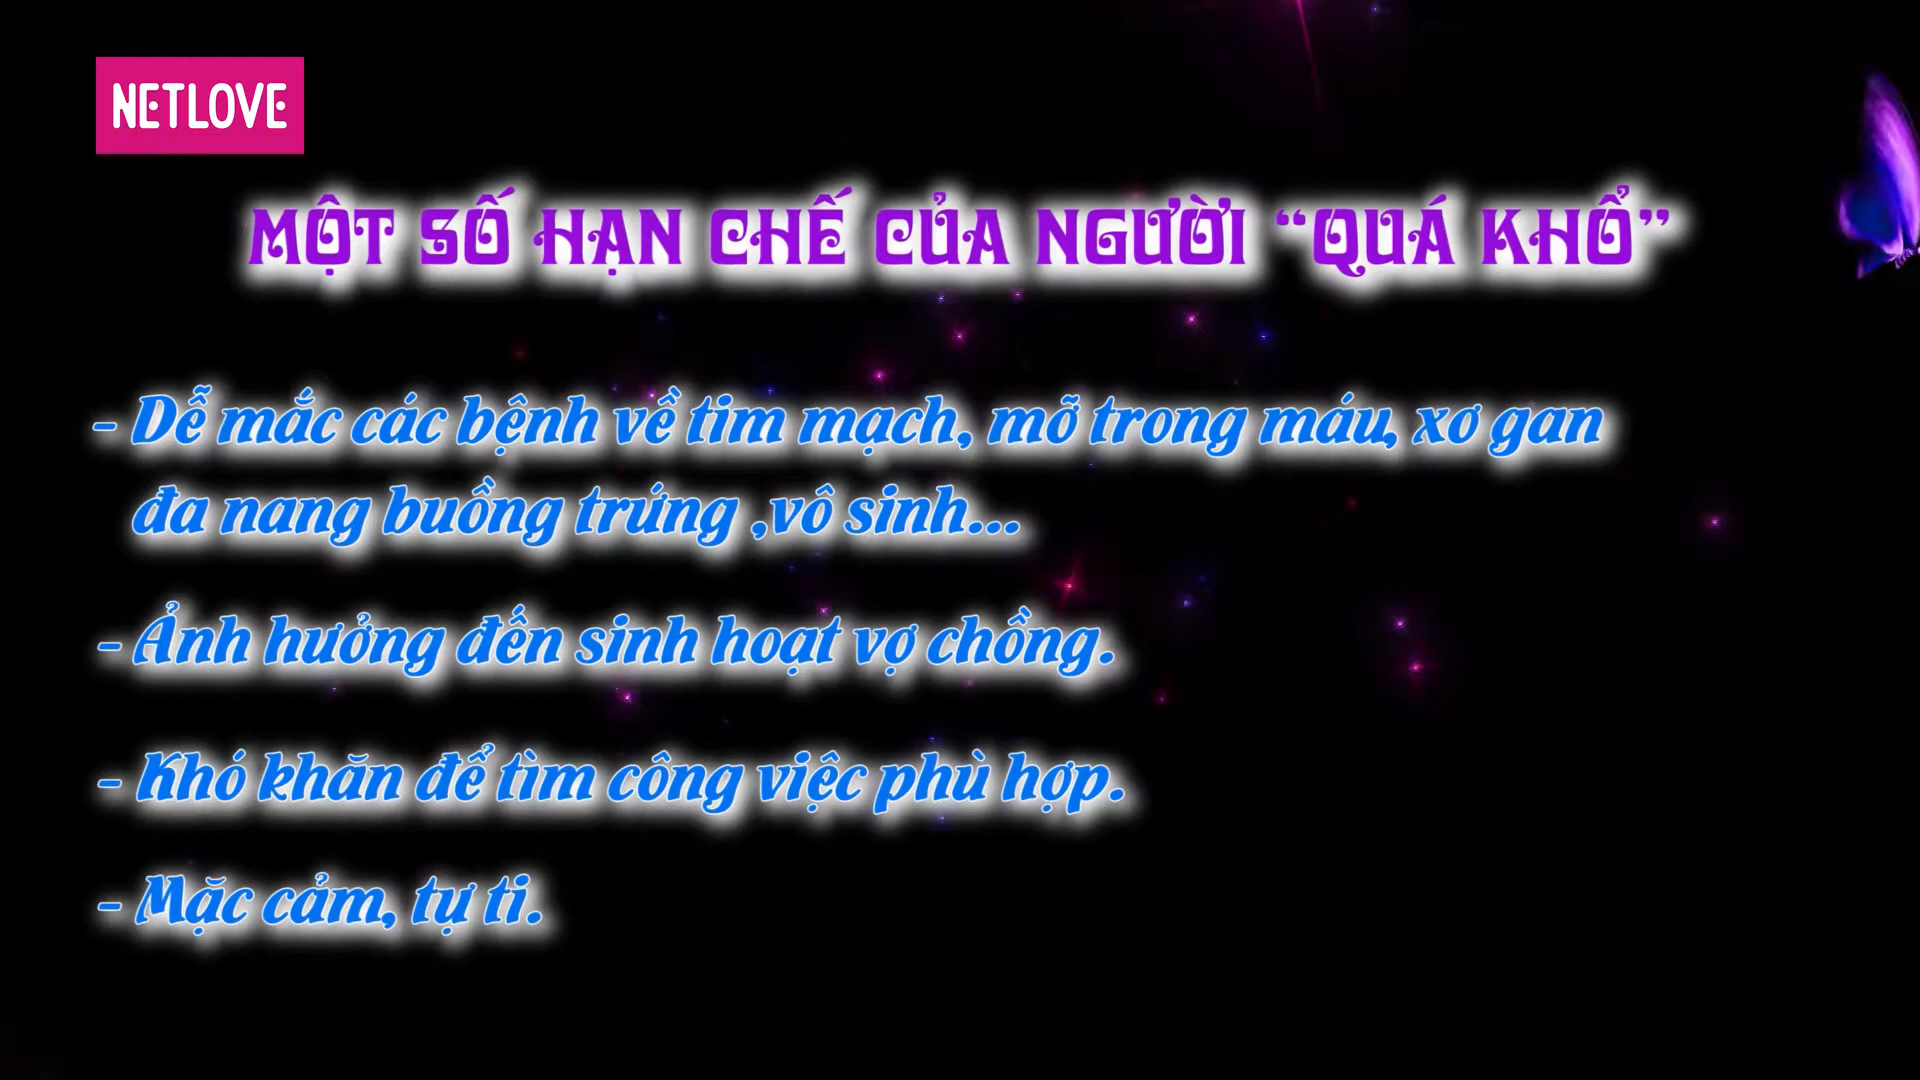 NETLOVE
MỘT SỐ HẠN CHẾ CỦA NGƯỜI “QUÁ KHỔ”
- Dễ mắc các bệnh về tim mạch, mỡ trong máu, xơ gan
đa nang buồng trứng ,vô sinh...
- Ảnh hưởng đến sinh hoạt vợ chồng.
- Khó khăn để tìm công việc phù hợp.
- Mặc cảm, tự ti.